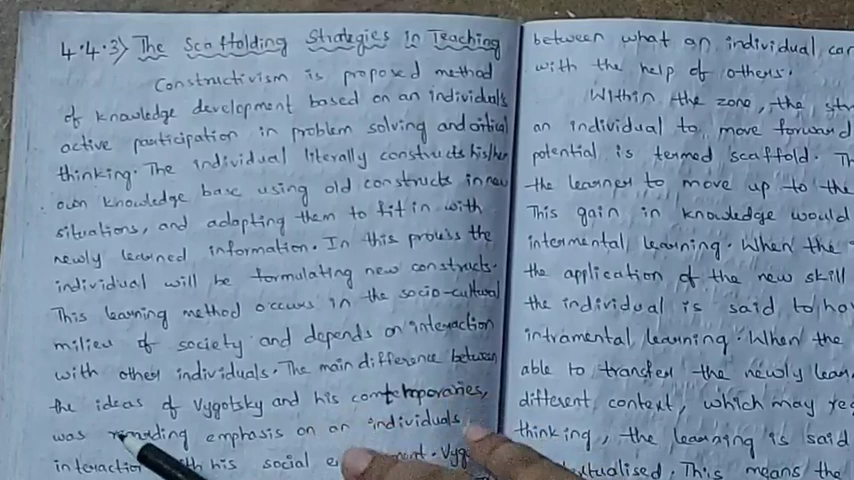 4.4.3) The Scaffolding Strategies in Teaching
Constructivism is proposed method
of knowledge development based on an individuals
active participation in problem solving and critical
thinking. The individual literally constructs his/her
own knowledge base using old constructs in new
situations, and adapting them to fit in with
newly learned information. In this process the
individual will be formulating new constructs.
This learning method occurs in the socio-cultural
milieu of society and depends on interaction
with other individuals. The main difference between
the ideas of Vygotsky and his contemporaries,
was emphasis on an individuals
his social
between what an individual can
with the help of others.
Within the zone, the
an individual to move forward
potential is termed scaffold.
the learner to move up to the
This gain in knowledge would
intermental learning. When the
the application of the new skill
the individual is said to
intramental learning. When the
able to transfer the newly
different context, which may
thinking, the learning is said
This means the